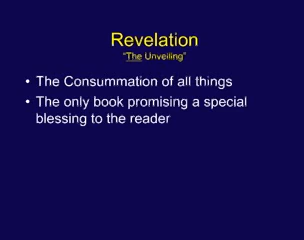 Revelation
"The Unveiling"
• The Consummation of all things
• The only book promising a special
blessing to the reader